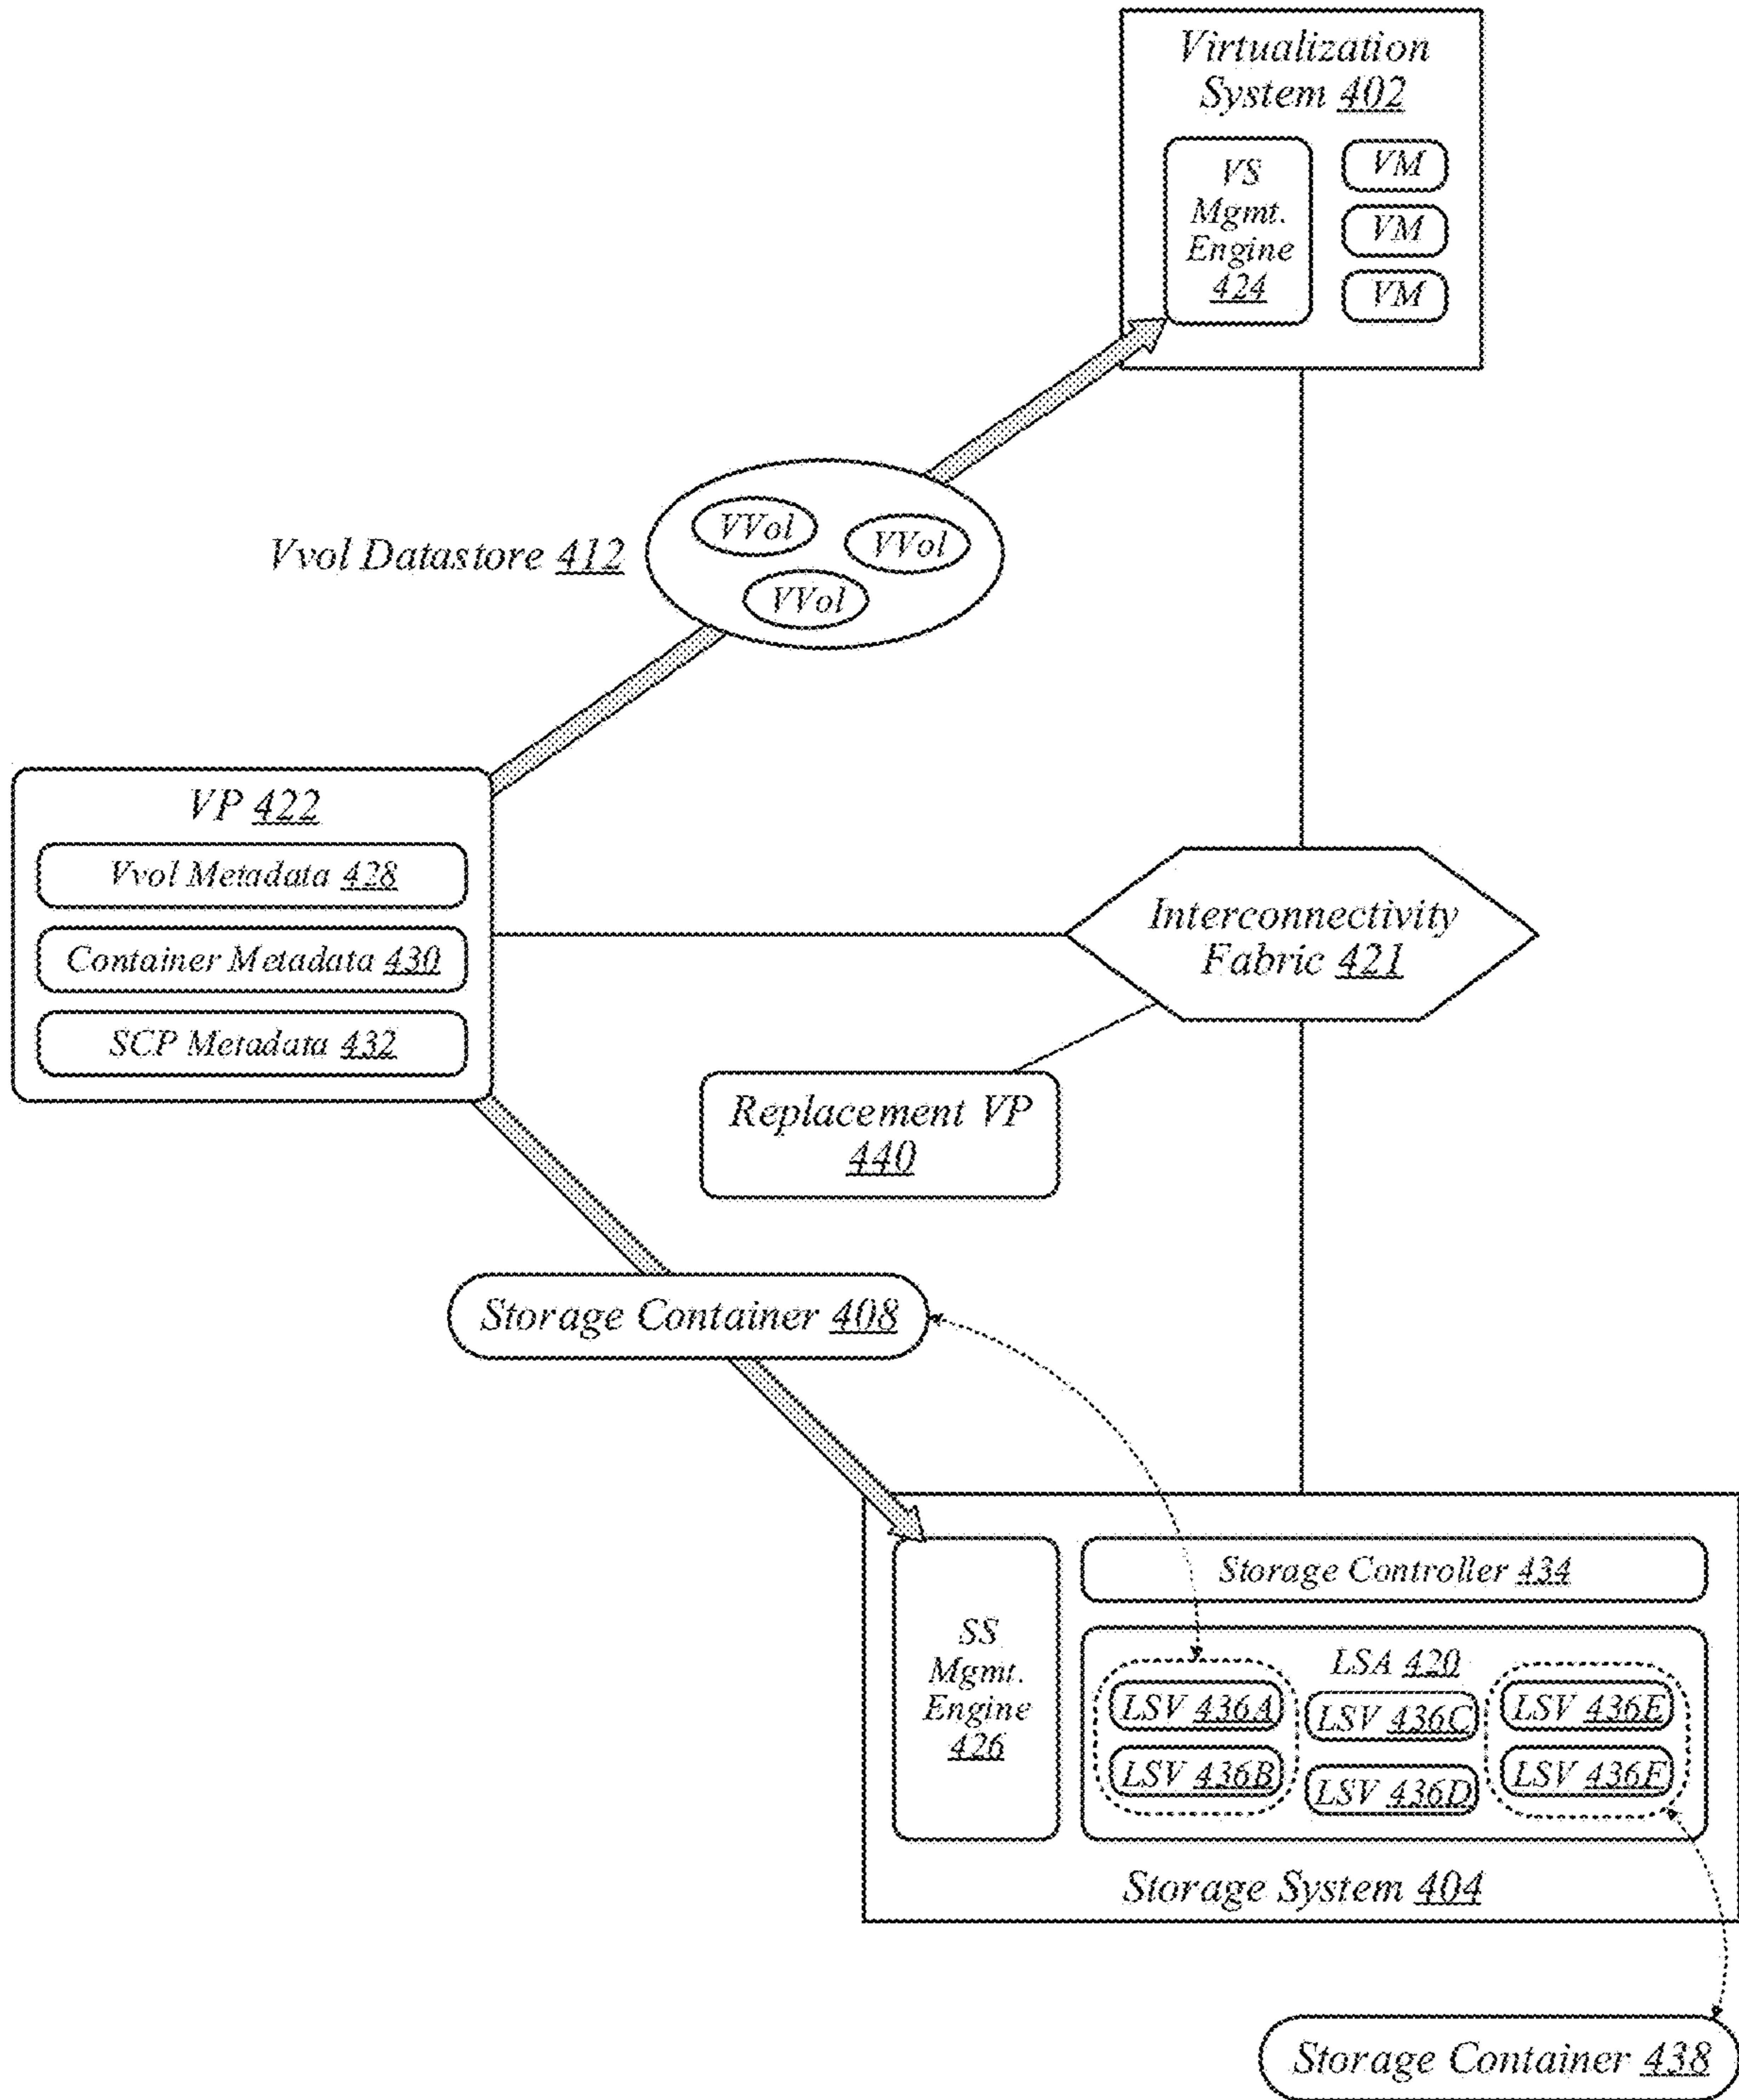 Virtualization
System 402
VS
Mgmt.
Engine
424
VM
VM
VM
Vvol Datastore 412
VVol
VVol
VVol
VP 422
Vvol Metadata 428
Container Metadata 430
SCP Metadata 432
Interconnectivity
Fabric 421
Replacement VP
440
Storage Container 408
SS
Mgmt.
Engine
426
Storage Controller 434
LSA 420
LSV 436A
LSV 436B
LSV 436C
LSV 436D
LSV 436E
LSV 436F
Storage System 404
Storage Container 438